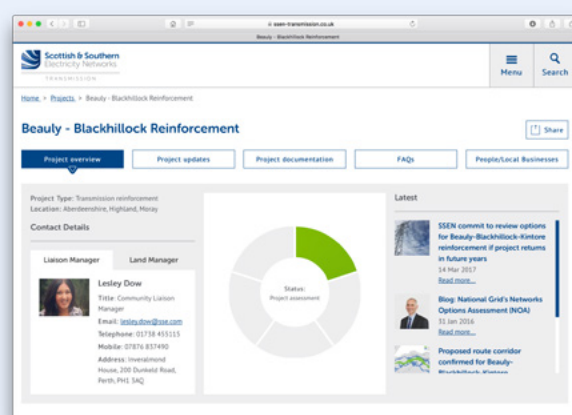 ssen-transmission.co.uk
Beauly - Blackhillock Reinforcement
Scottish & Southern
Electricity Networks
TRANSMISSION
Menu
Search
Home > Projects > Beauly - Blackhillock Reinforcement
Beauly - Blackhillock Reinforcement
Share
Project overview
Project updates
Project documentation
FAQs
People/Local Businesses
Project Type: Transmission reinforcement
Location: Aberdeenshire, Highland, Moray
Contact Details
Liaison Manager
Land Manager
Lesley Dow
Title: Community Liaison
Manager
Email: lesley.dow@sse.com
Telephone: 01738 455115
Mobile: 07876 837490
Address: Inveralmond
House, 200 Dunkeld Road,
Perth, PH1 3AQ
Status:
Project assessment
Latest
SSEN commit to review options
for Beauly-Blackhillock-Kintore
reinforcement if project returns
in future years
14 Mar 2017
Read more...
Blog: National Grid's Networks
Options Assessment (NOA)
31 Jan 2016
Read more...
Proposed route corridor
confirmed for Beauly-
Blackhillock-Kintore